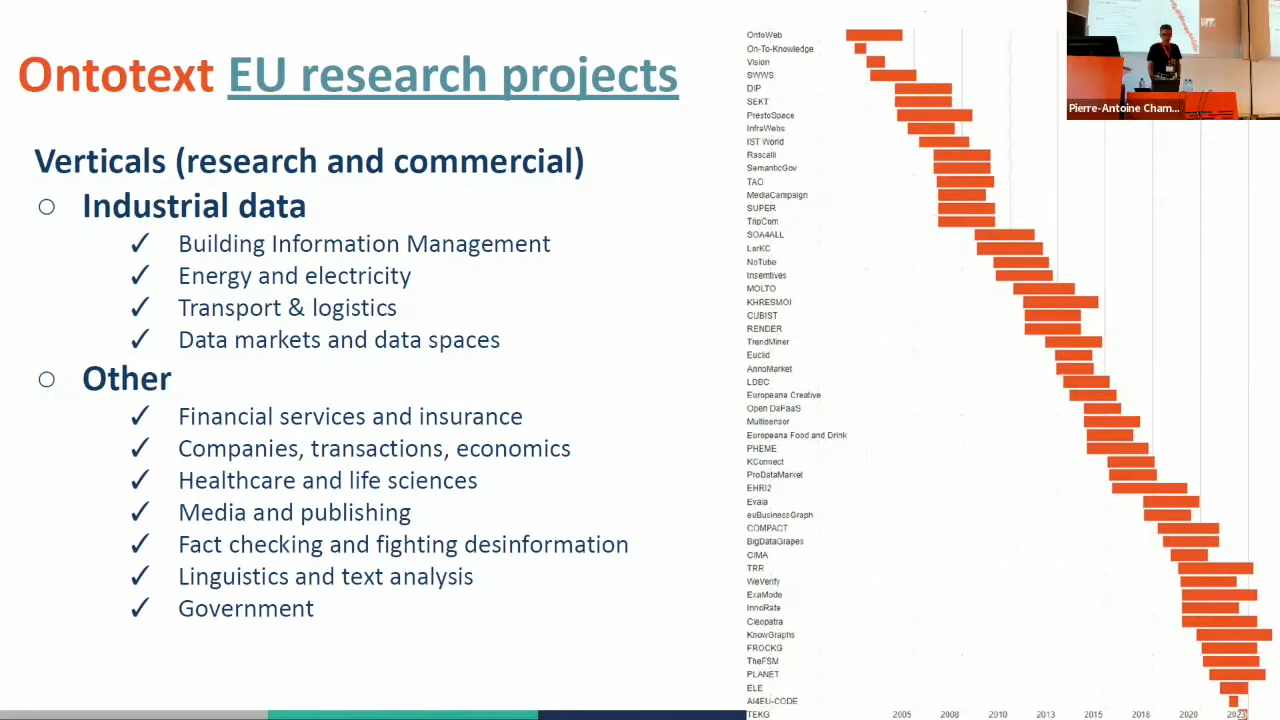 Ontotext EU research projects
Verticals (research and commercial)
○ Industrial data
✓ Building Information Management
✓ Energy and electricity
✓ Transport & logistics
✓ Data markets and data spaces
○ Other
✓ Financial services and insurance
✓ Companies, transactions, economics
✓ Healthcare and life sciences
✓ Media and publishing
✓ Fact checking and fighting desinformation
✓ Linguistics and text analysis
✓ Government
OntoWeb
On-To-Knowledge
Vision
SWWS
DIP
SEKT
PrestoSpace
InfraWebs
IST World
Rascalli
SemanticGov
TAO
MediaCampaign
SUPER
TripCom
SOA4ALL
LarKC
NoTube
Insemtives
MOLTO
KHRESMOI
CUBIST
RENDER
TrendMiner
Euclid
AnnoMarket
LDBC
Europeana Creative
Open DaPaaS
Multisensor
Europeana Food and Drink
PHEME
KConnect
ProDataMarket
EHRI2
Evala
euBusinessGraph
COMPACT
BigDataGrapes
CIMA
TRR
WeVerify
ExaMode
InnoRate
Cleopatra
KnowGraphs
FROCKG
TheFSM
PLANET
ELE
AI4EU-CODE
TEKG
2005 2008 2010 2013 2015 2018 2020 2023
Pierre-Antoine Cham...